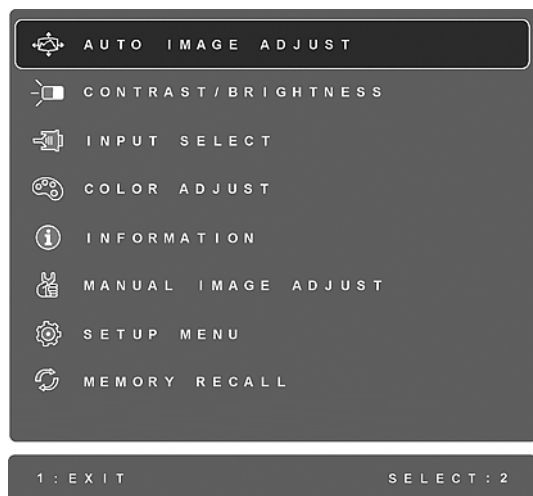 AUTO IMAGE ADJUST
CONTRAST/BRIGHTNESS
INPUT SELECT
COLOR ADJUST
INFORMATION
MANUAL IMAGE ADJUST
SETUP MENU
MEMORY RECALL
1:EXIT SELECT:2